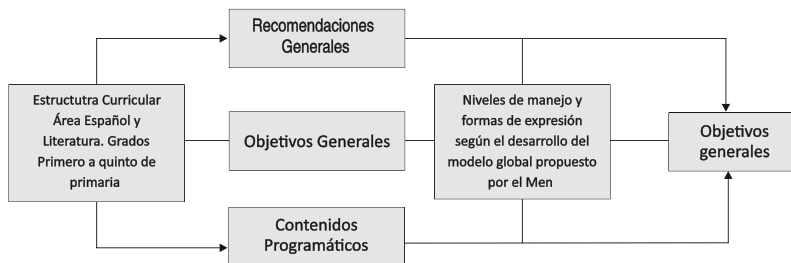 Recomendaciones
Generales
Estructutra Curricular
Área Español y
Literatura. Grados
Primero a quinto de
primaria
Objetivos Generales
Niveles de manejo y
formas de expresión
según el desarrollo del
modelo global propuesto
por el Men
Objetivos
generales
Contenidos
Programáticos